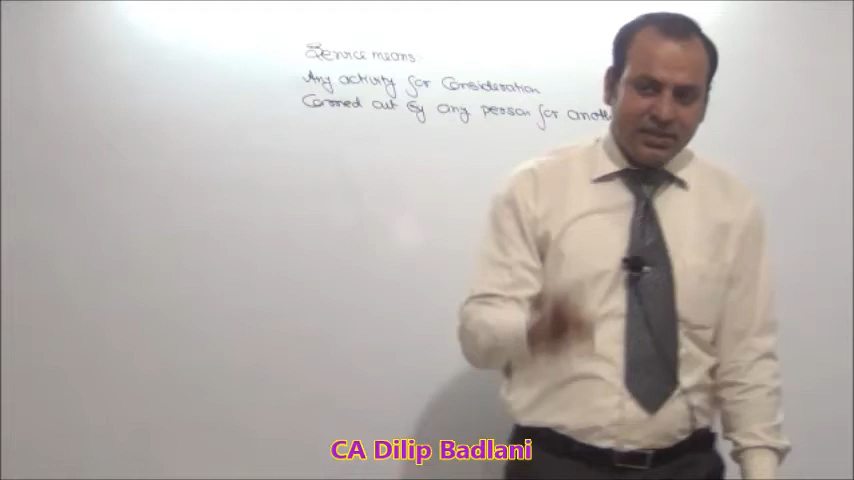 Service means:
Any activity for Consideration
Carried out by any person for anoth
CA Dilip Badlani